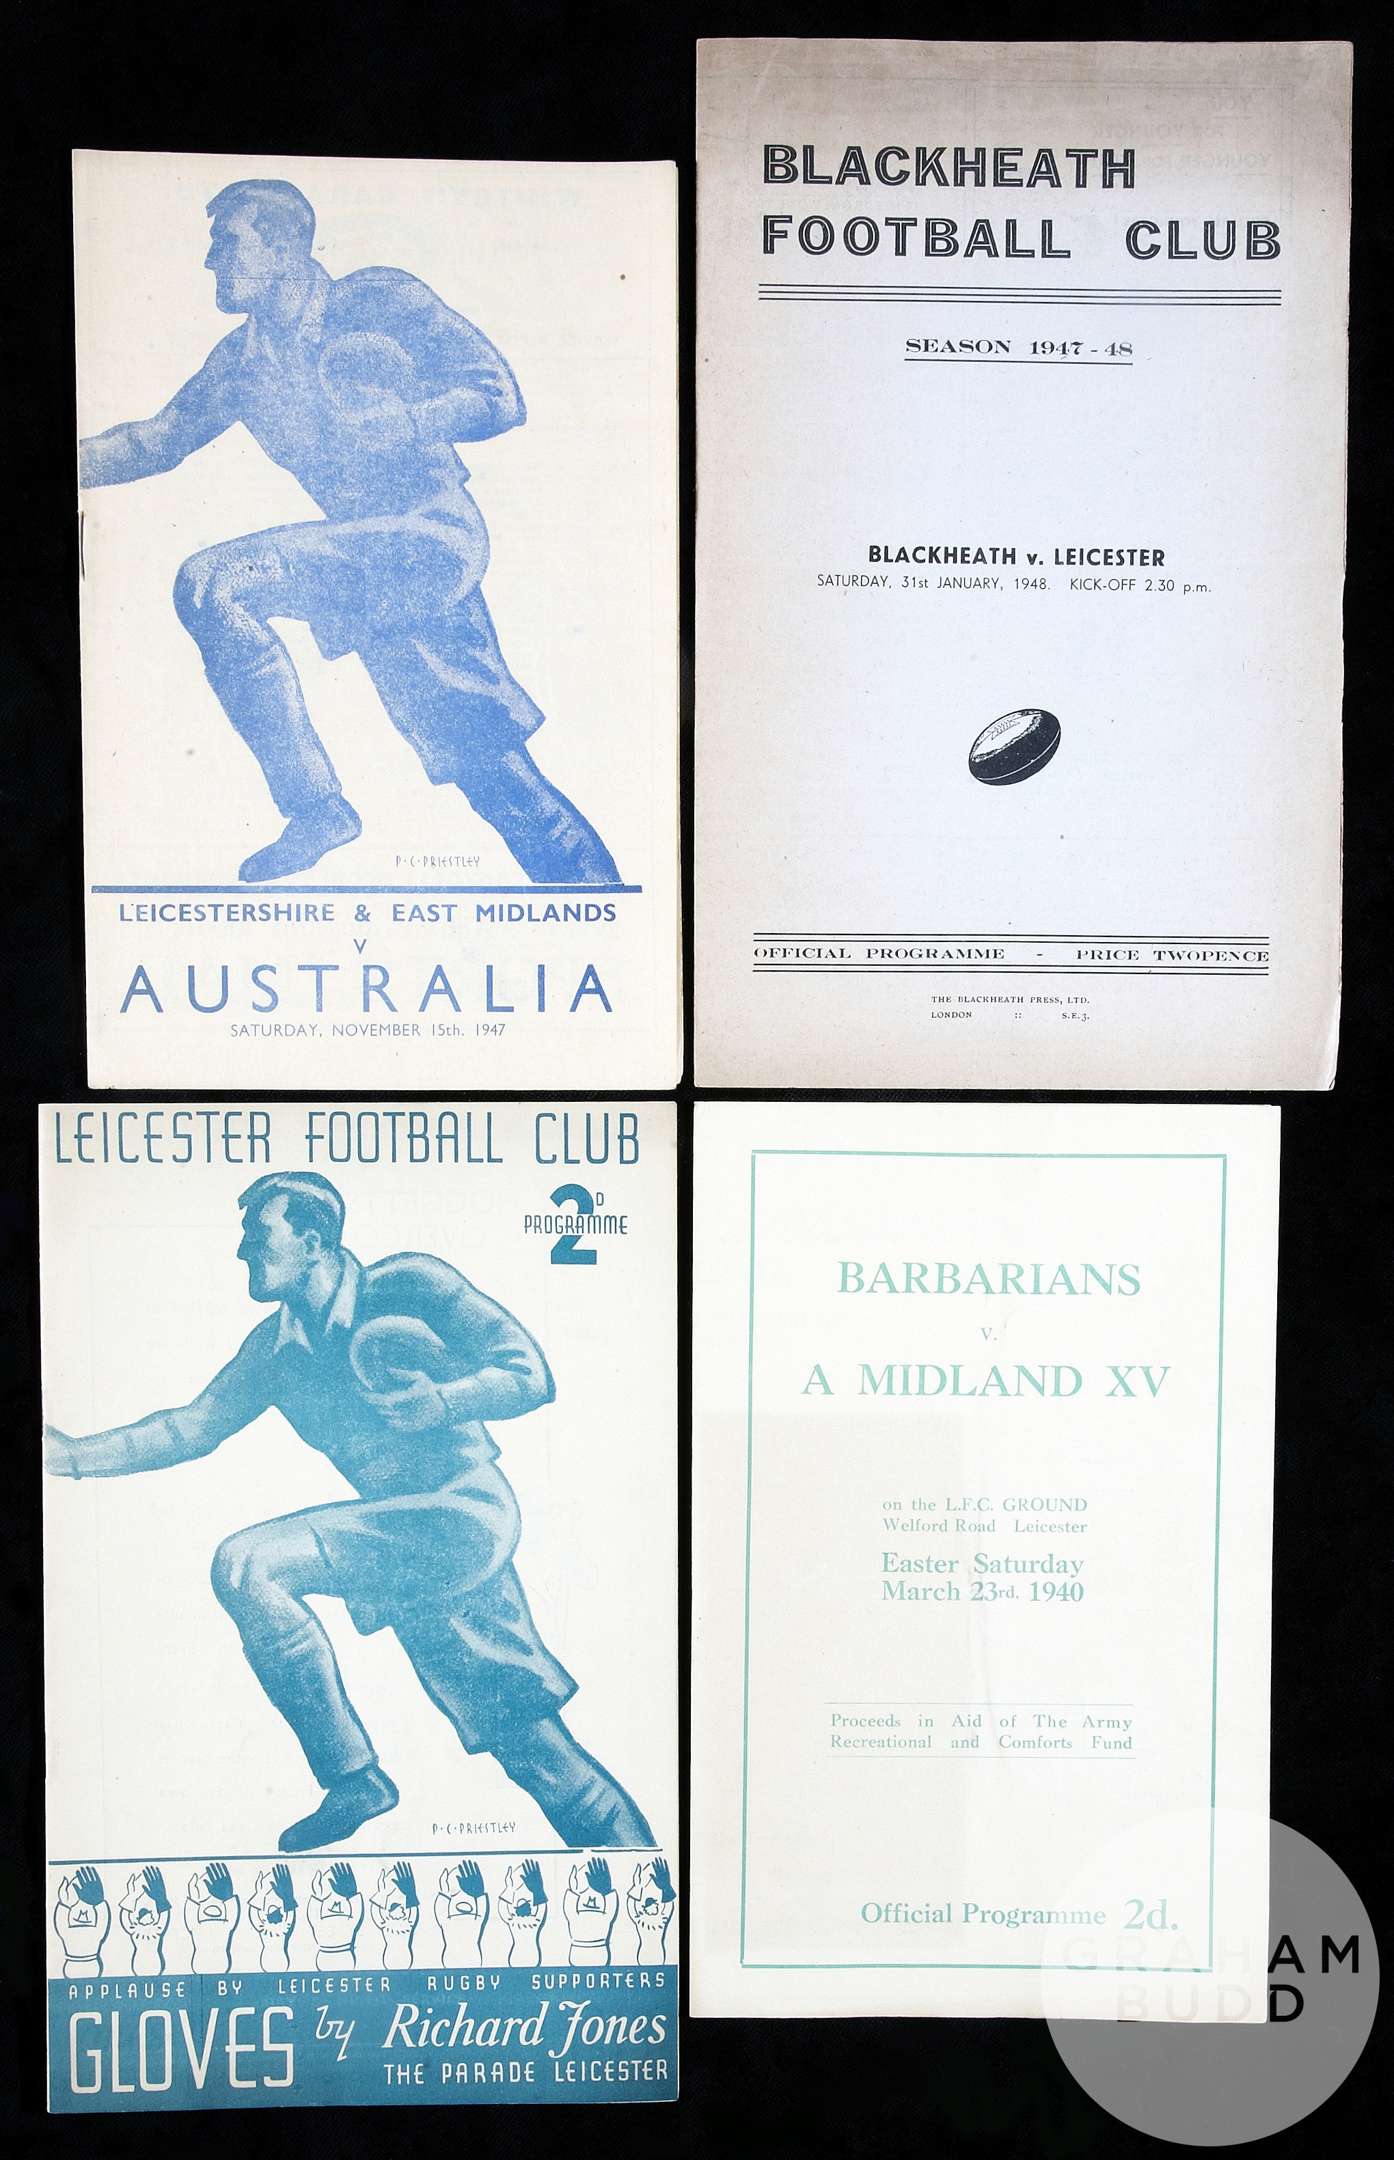 P·C·PRIESTLEY
LEICESTERSHIRE & EAST MIDLANDS
V
AUSTRALIA
SATURDAY, NOVEMBER 15th. 1947
BLACKHEATH
FOOTBALL CLUB
SEASON 1947-48
BLACKHEATH v. LEICESTER
SATURDAY, 31st JANUARY, 1948. KICK-OFF 2.30 p.m.
OFFICIAL PROGRAMME - PRICE TWOPENCE
THE BLACKHEATH PRESS, LTD.
LONDON :: S.E.3.
LEICESTER FOOTBALL CLUB
2D
PROGRAMME
P·C·PRIESTLEY
APPLAUSE BY LEICESTER RUGBY SUPPORTERS
GLOVES by Richard Jones
THE PARADE LEICESTER
BARBARIANS
v.
A MIDLAND XV
on the L.F.C. GROUND
Welford Road Leicester
Easter Saturday
March 23rd, 1940
Proceeds in Aid of The Army
Recreational and Comforts Fund
Official Programme 2d.
GRAHAM
BUDD